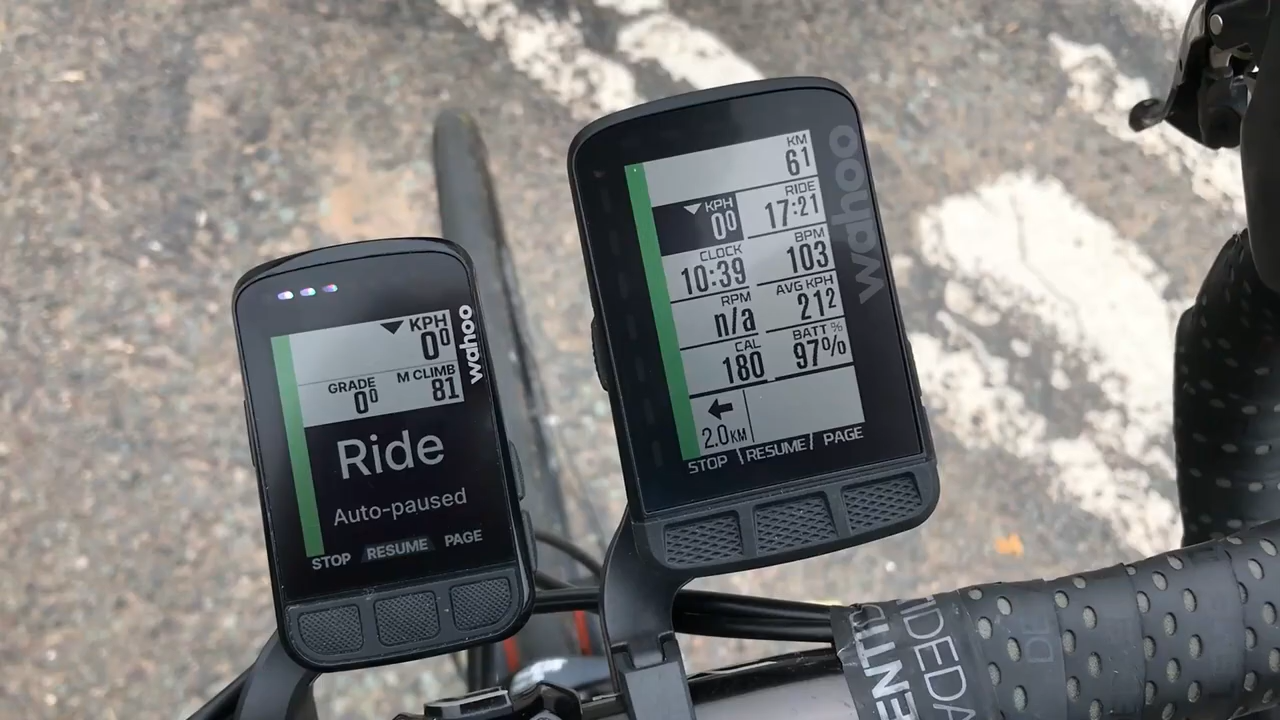 KPH
0⁰
GRADE M CLIMB
0⁰ 81
wahoo
Ride
Auto-paused
STOP RESUME PAGE
KM
6¹
KPH RIDE
0⁰ 17:21
CLOCK BPM
10:39 103
RPM AVG KPH
n/a 21²
CAL BATT %
180 97%
2.0KM
STOP RESUME PAGE
wahoo